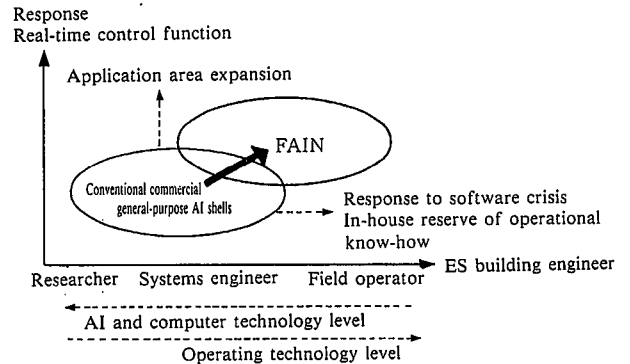 Response
Real-time control function
Application area expansion
FAIN
Conventional commercial
general-purpose AI shells
Response to software crisis
In-house reserve of operational
know-how
ES building engineer
Researcher Systems engineer Field operator
AI and computer technology level
Operating technology level